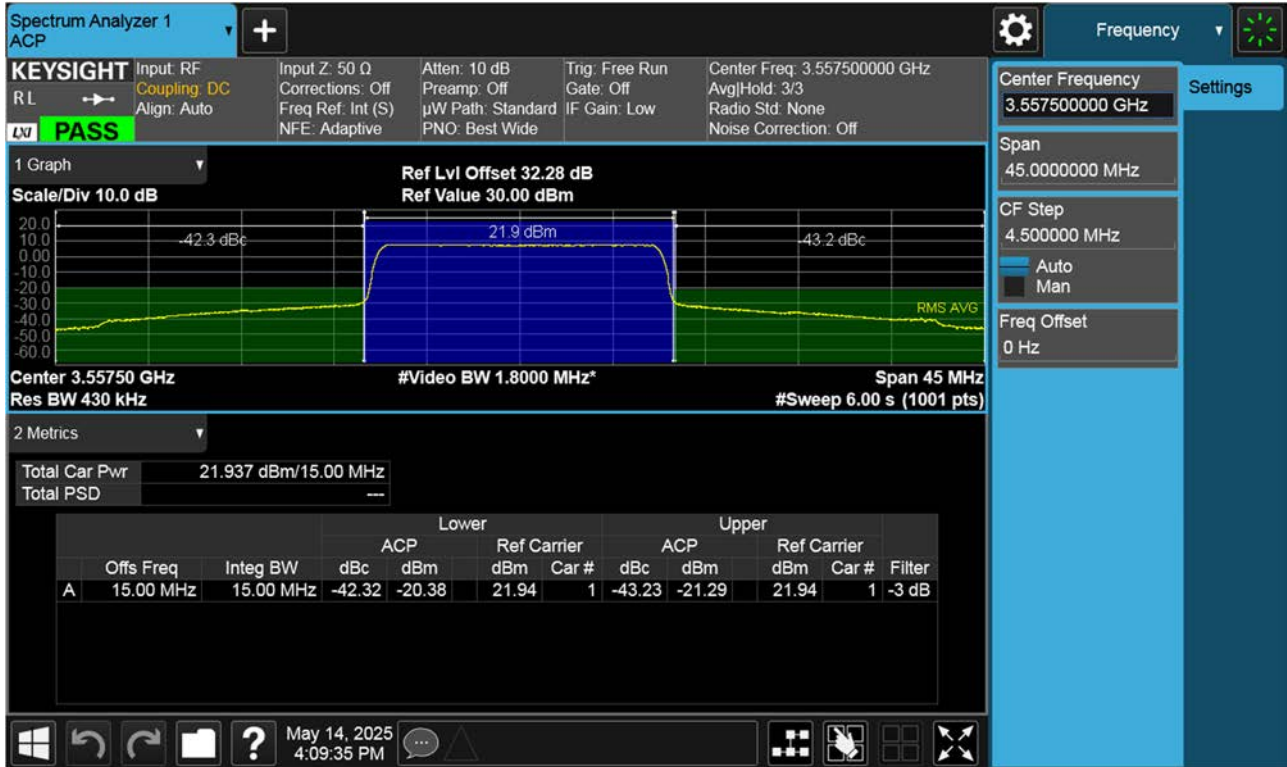 Spectrum Analyzer 1
ACP
+
Frequency
KEYSIGHT
RL
LXI
PASS
Input: RF
Coupling: DC
Align: Auto
Input Z: 50 Ω
Corrections: Off
Freq Ref: Int (S)
NFE: Adaptive
Atten: 10 dB
Preamp: Off
µW Path: Standard
PNO: Best Wide
Trig: Free Run
Gate: Off
IF Gain: Low
Center Freq: 3.557500000 GHz
Avg|Hold: 3/3
Radio Std: None
Noise Correction: Off
Center Frequency
3.557500000 GHz
Settings
Span
45.0000000 MHz
CF Step
4.500000 MHz
Auto
Man
Freq Offset
0 Hz
1 Graph
Scale/Div 10.0 dB
Ref Lvl Offset 32.28 dB
Ref Value 30.00 dBm
20.0
10.0
0.00
-10.0
-20.0
-30.0
-40.0
-50.0
-60.0
-42.3 dBc
21.9 dBm
-43.2 dBc
RMS AVG
Center 3.55750 GHz
#Video BW 1.8000 MHz*
Span 45 MHz
Res BW 430 kHz
#Sweep 6.00 s (1001 pts)
2 Metrics
Total Car Pwr 21.937 dBm/15.00 MHz
Total PSD ---
Lower Upper
ACP Ref Carrier ACP Ref Carrier
Offs Freq Integ BW dBc dBm dBm Car # dBc dBm dBm Car # Filter
A 15.00 MHz 15.00 MHz -42.32 -20.38 21.94 1 -43.23 -21.29 21.94 1 -3 dB
?
May 14, 2025
4:09:35 PM